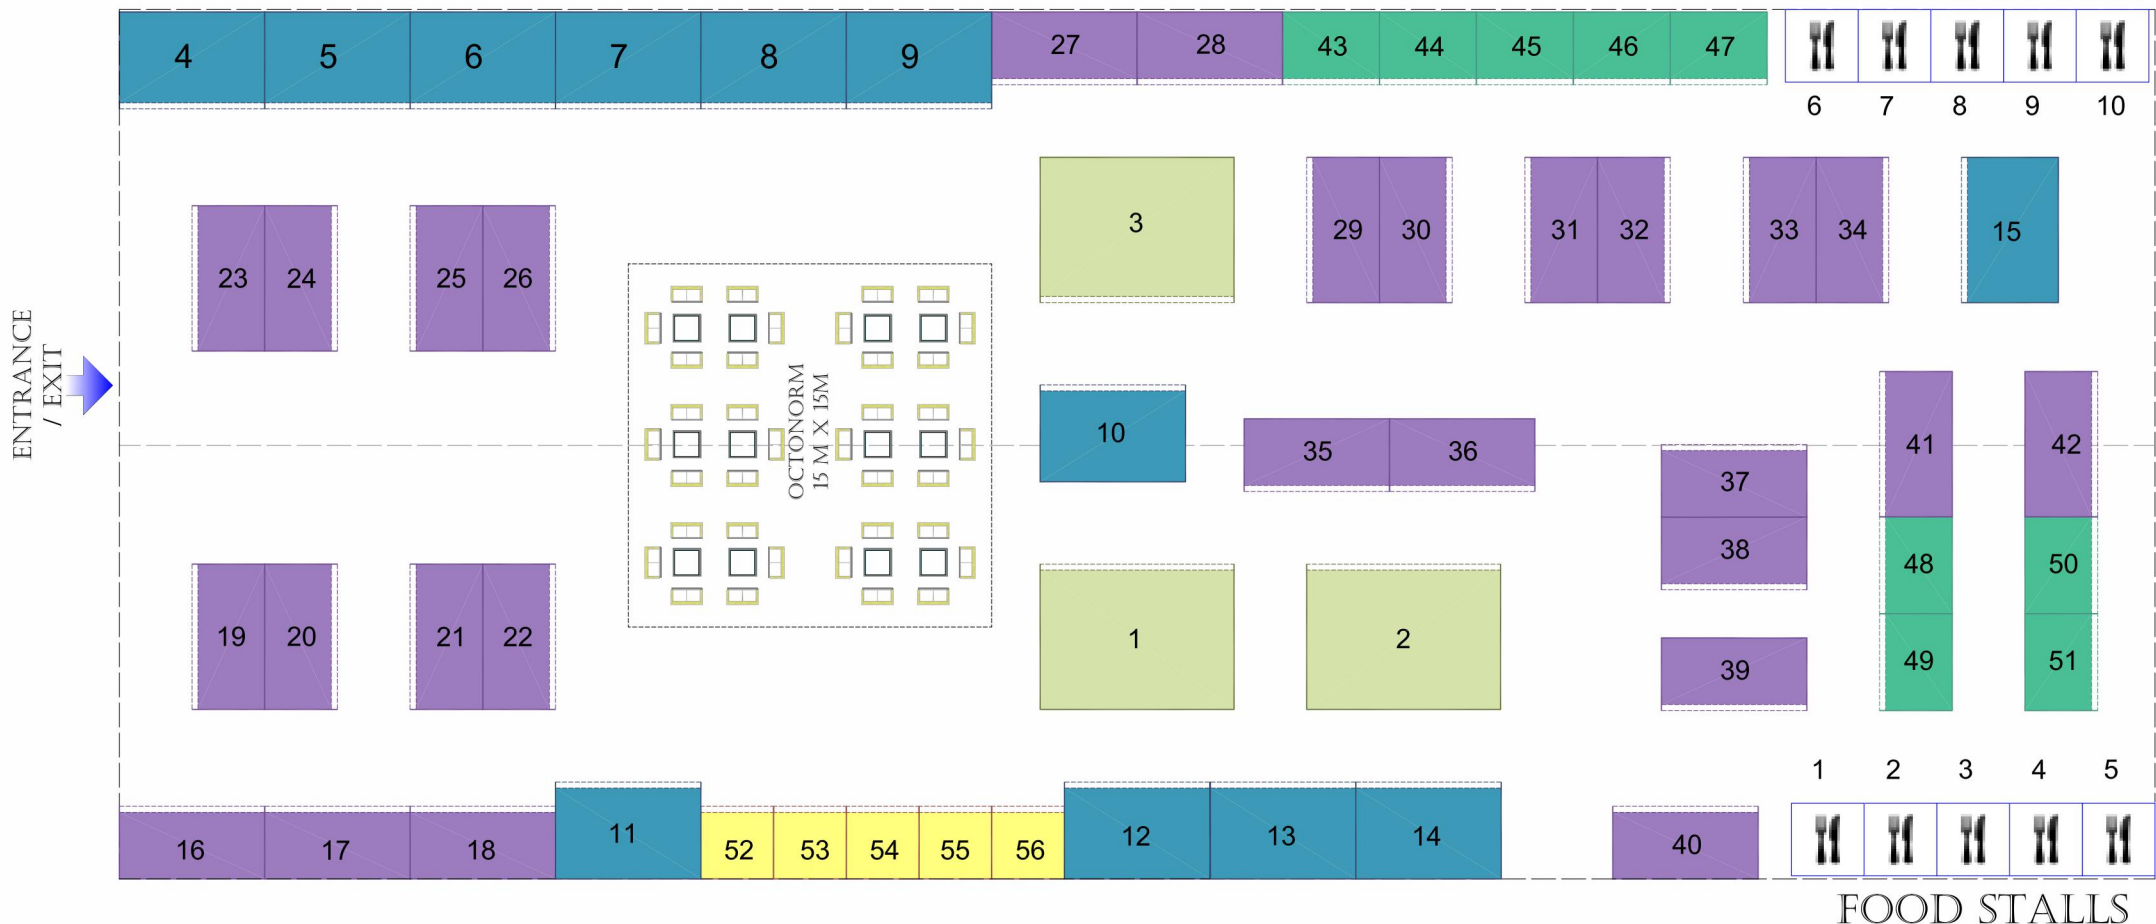 4 5 6 7 8 9 27 28 43 44 45 46 47
6 7 8 9 10
3 29 30 31 32 33 34 15
23 24 25 26
ENTRANCE
/ EXIT
OCTONORM
15 M X 15M
10 35 36 41 42
37
38 48 50
1 2 39 49 51
19 20 21 22
1 2 3 4 5
16 17 18 11 52 53 54 55 56 12 13 14 40
FOOD STALLS